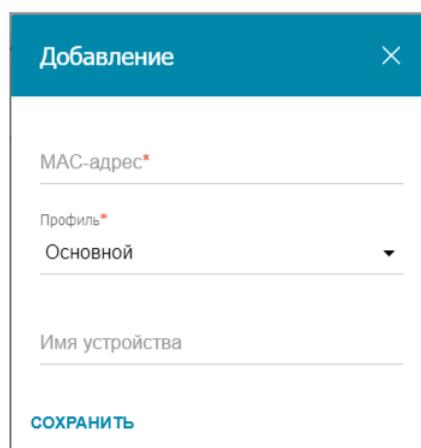 Добавление
MAC-адрес*
Профиль*
Основной
Имя устройства
СОХРАНИТЬ